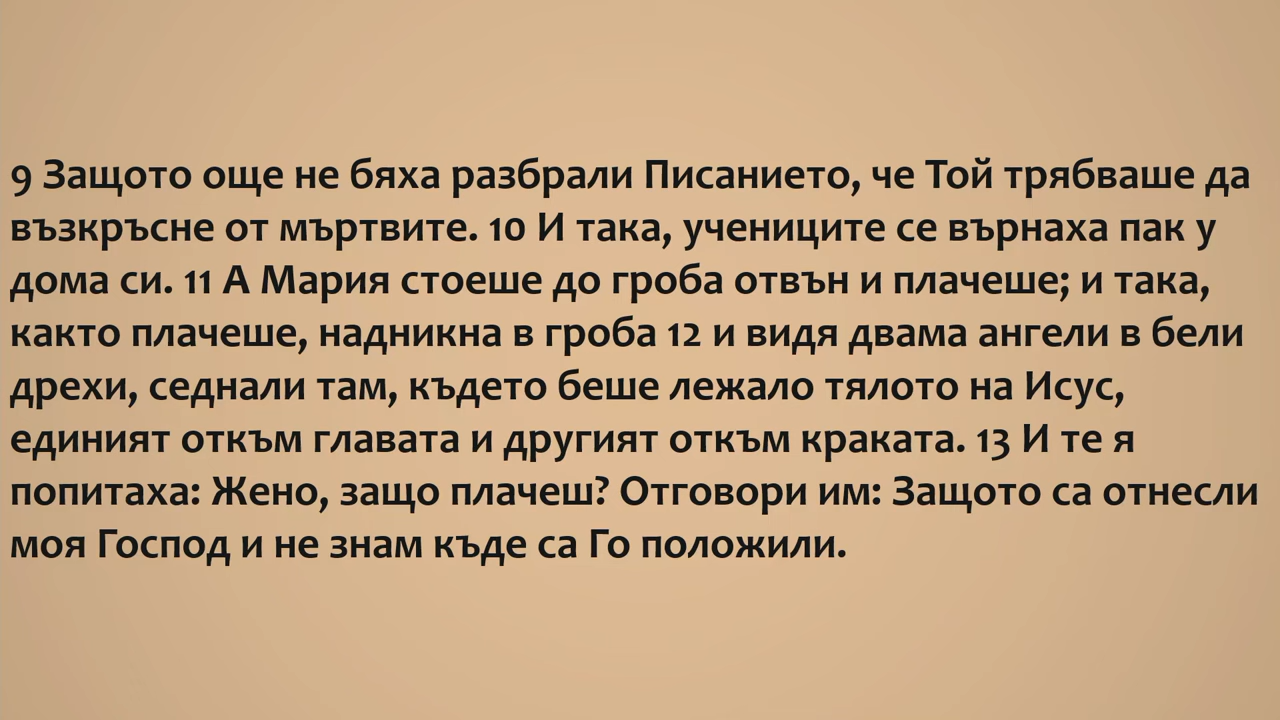 9 Защото още не бяха разбрали Писанието, че Той трябваше да
възкръсне от мъртвите. 10 И така, учениците се върнаха пак у
дома си. 11 А Мария стоеше до гроба отвън и плачеше; и така,
както плачеше, надникна в гроба 12 и видя двама ангели в бели
дрехи, седнали там, където беше лежало тялото на Исус,
единият откъм главата и другият откъм краката. 13 И те я
попитаха: Жено, защо плачеш? Отговори им: Защото са отнесли
моя Господ и не знам къде са Го положили.